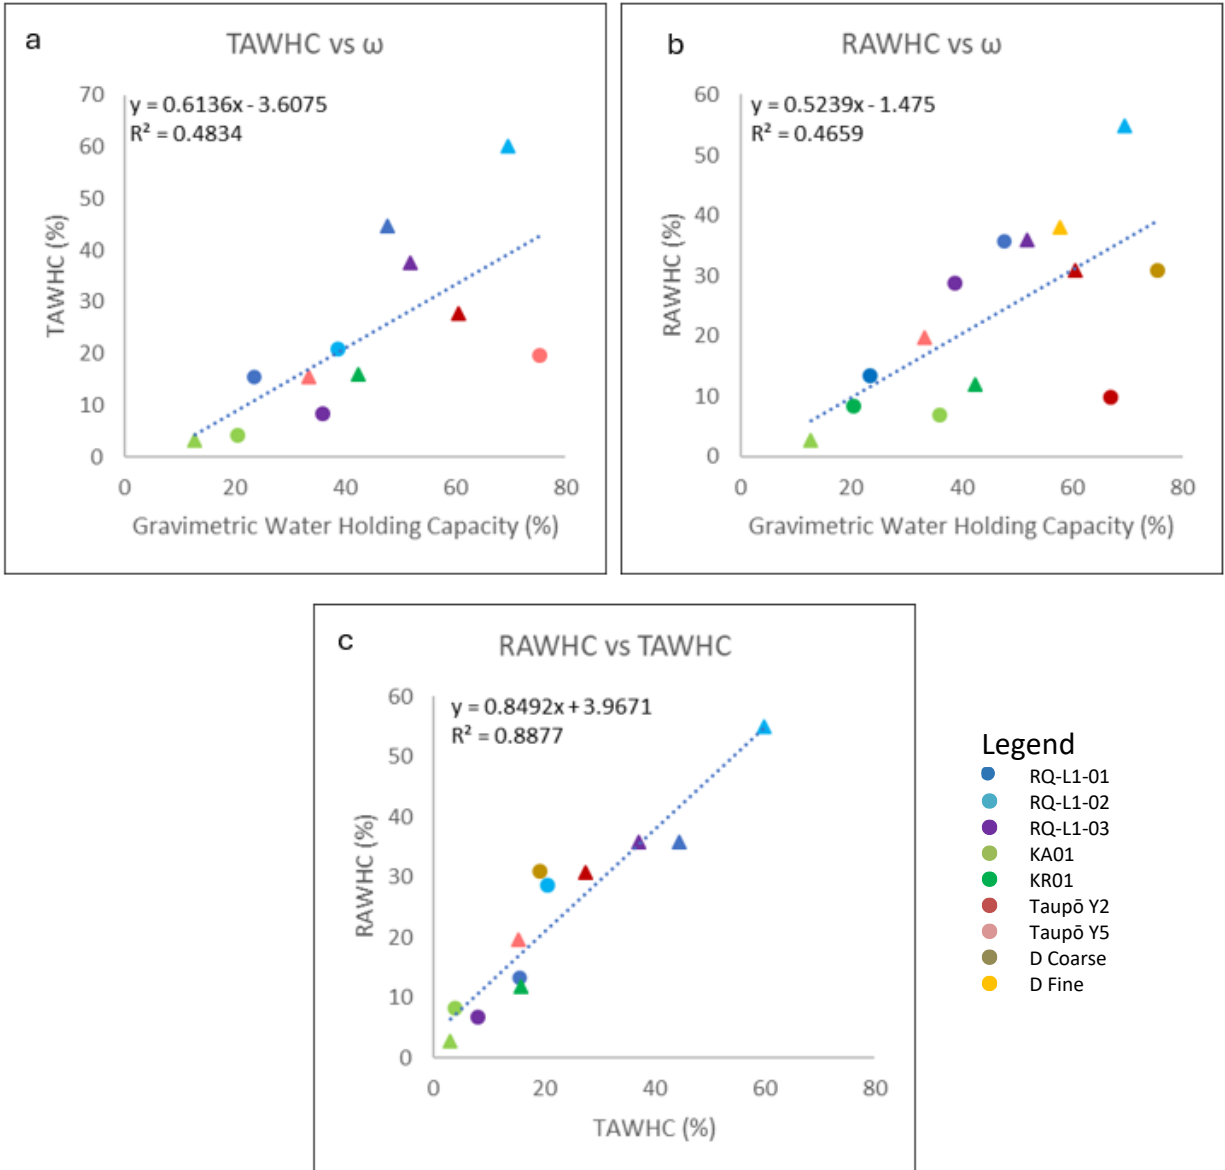 a
TAWHC vs ω
y = 0.6136x - 3.6075
R² = 0.4834
70
60
50
40
30
20
10
0
TAWHC (%)
0 20 40 60 80
Gravimetric Water Holding Capacity (%)
b
RAWHC vs ω
y = 0.5239x - 1.475
R² = 0.4659
60
50
40
30
20
10
0
RAWHC (%)
0 20 40 60 80
Gravimetric Water Holding Capacity (%)
c
RAWHC vs TAWHC
y = 0.8492x + 3.9671
R² = 0.8877
60
50
40
30
20
10
0
RAWHC (%)
0 20 40 60 80
TAWHC (%)
Legend
RQ-L1-01
RQ-L1-02
RQ-L1-03
KA01
KR01
Taupō Y2
Taupō Y5
D Coarse
D Fine